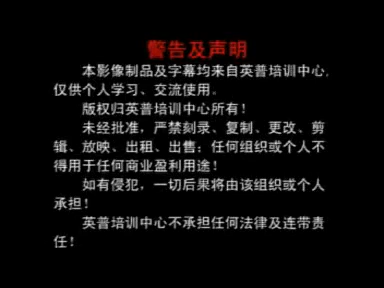 警告及声明
本影像制品及字幕均来自英普培训中心,
仅供个人学习、交流使用。
版权归英普培训中心所有!
未经批准，严禁刻录、复制、更改、剪
辑、放映、出租、出售；任何组织或个人不
得用于任何商业盈利用途!
如有侵犯，一切后果将由该组织或个人
承担!
英普培训中心不承担任何法律及连带责
任!